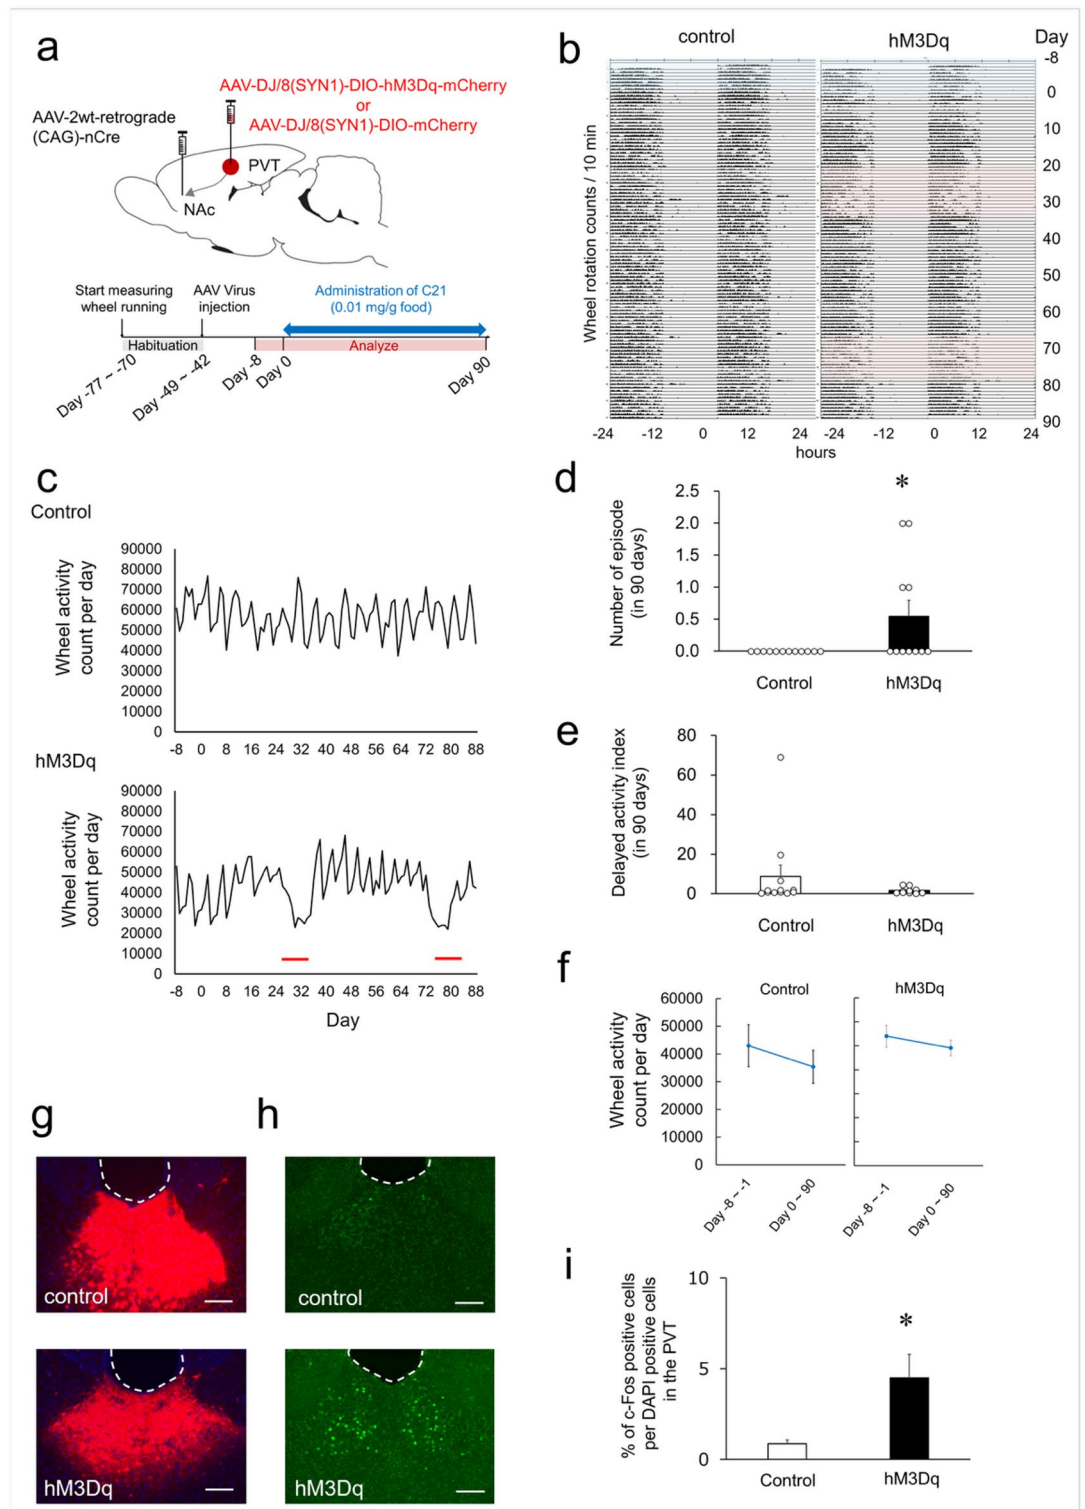 a
AAV-DJ/8(SYN1)-DIO-hM3Dq-mCherry
or
AAV-DJ/8(SYN1)-DIO-mCherry
AAV-2wt-retrograde
(CAG)-nCre
PVT
NAc
Start measuring
wheel running
AAV Virus
injection
Administration of C21
(0.01 mg/g food)
Habituation
Analyze
Day -77 ~ -70
Day -49 ~ -42
Day -8
Day 0
Day 90
b
control
hM3Dq
Day
-8
0
10
20
30
40
50
60
70
80
90
Wheel rotation counts / 10 min
-24 -12 0 12 24 -24 -12 0 12 24
hours
c
Control
Wheel activity
count per day
90000
80000
70000
60000
50000
40000
30000
20000
10000
0
-8 0 8 16 24 32 40 48 56 64 72 80 88
hM3Dq
Wheel activity
count per day
90000
80000
70000
60000
50000
40000
30000
20000
10000
0
-8 0 8 16 24 32 40 48 56 64 72 80 88
Day
d
Number of episode
(in 90 days)
2.5
2.0
1.5
1.0
0.5
0.0
*
Control hM3Dq
e
Delayed activity index
(in 90 days)
80
60
40
20
0
Control hM3Dq
f
Control hM3Dq
Wheel activity
count per day
60000
50000
40000
30000
20000
10000
0
Day -8 ~ -1
Day 0 ~ 90
Day -8 ~ -1
Day 0 ~ 90
g
control
hM3Dq
h
control
hM3Dq
i
% of c-Fos positive cells
per DAPI positive cells
in the PVT
10
5
0
*
Control hM3Dq